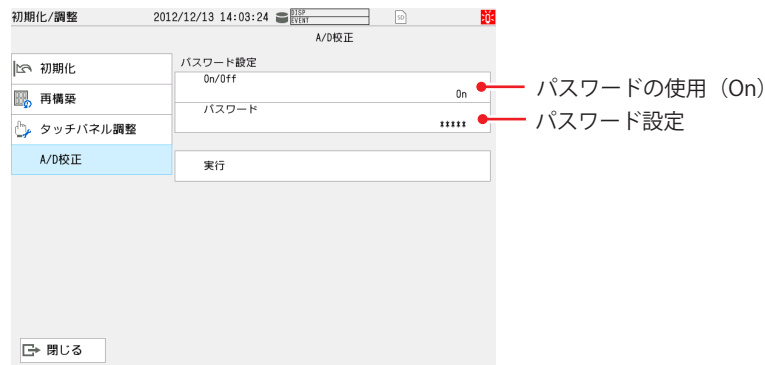 初期化/調整 2012/12/13 14:03:24 DISP EVENT SD
A/D校正
初期化
再構築
タッチパネル調整
A/D校正
パスワード設定
On/Off
On
パスワード
*****
実行
閉じる
パスワードの使用（On）
パスワード設定